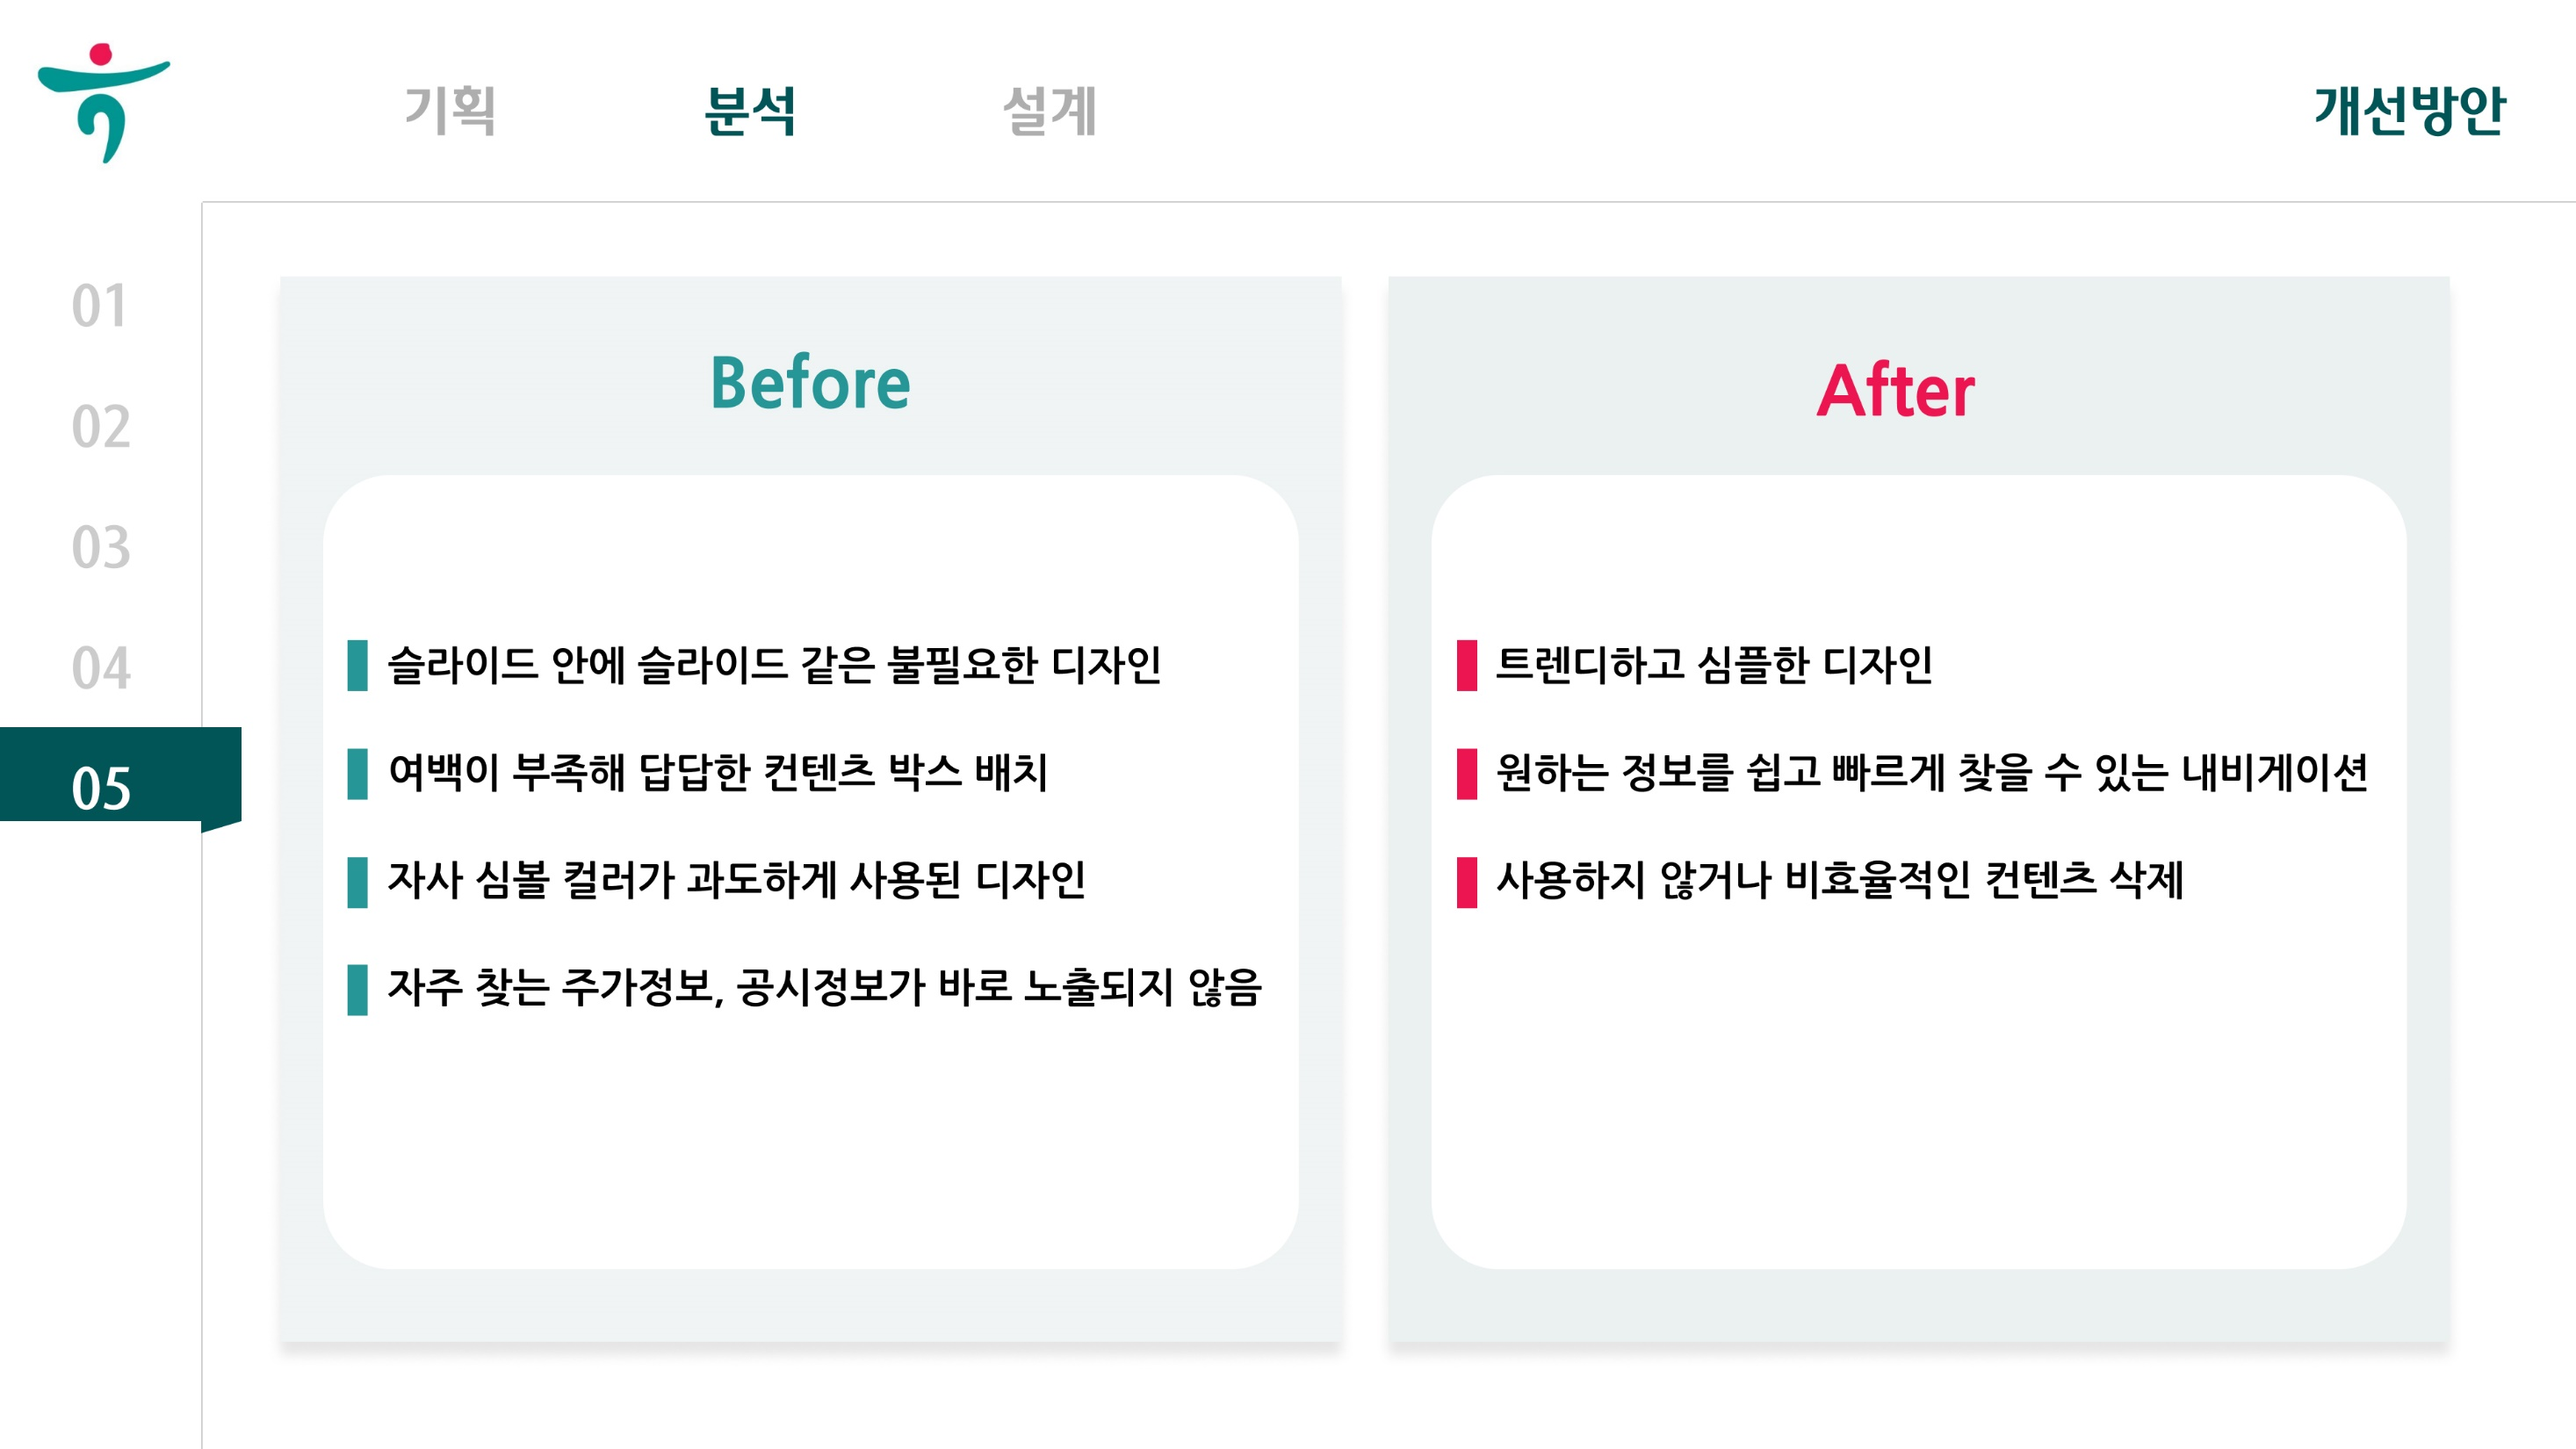 기획
분석
설계
개선방안
01
02
03
04
05
Before
슬라이드 안에 슬라이드 같은 불필요한 디자인
여백이 부족해 답답한 컨텐츠 박스 배치
자사 심볼 컬러가 과도하게 사용된 디자인
자주 찾는 주가정보, 공시정보가 바로 노출되지 않음
After
트렌디하고 심플한 디자인
원하는 정보를 쉽고 빠르게 찾을 수 있는 내비게이션
사용하지 않거나 비효율적인 컨텐츠 삭제